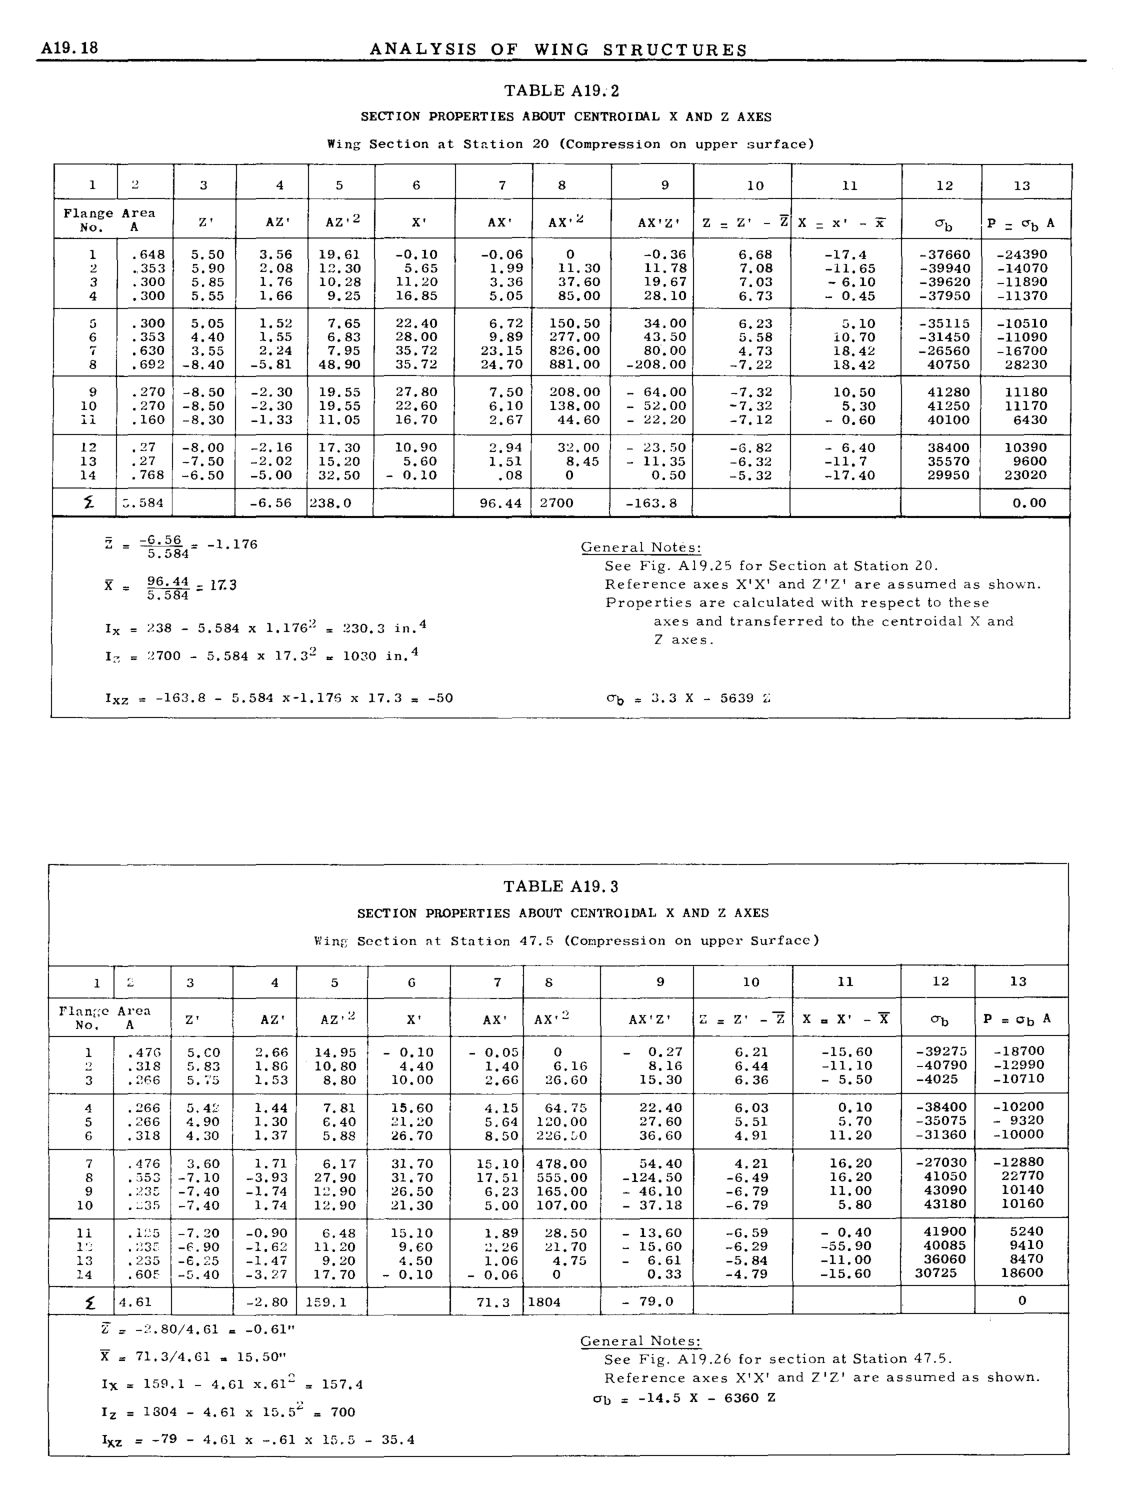 A19.18 ANALYSIS OF WING STRUCTURES
TABLE A19.2
SECTION PROPERTIES ABOUT CENTROIDAL X AND Z AXES
Wing Section at Station 20 (Compression on upper surface)
1 2 3 4 5 6 7 8 9 10 11 12 13
Flange No. Area A Z' AZ' AZ'² X' AX' AX'² AX'Z' Z = Z' - Z̄ X = x' - x̄ σb P = σb A
1 .648 5.50 3.56 19.61 -0.10 -0.06 0 -0.36 6.68 -17.4 -37660 -24390
2 .353 5.90 2.08 12.30 5.65 1.99 11.30 11.78 7.08 -11.65 -39940 -14070
3 .300 5.85 1.76 10.28 11.20 3.36 37.60 19.67 7.03 - 6.10 -39620 -11890
4 .300 5.55 1.66 9.25 16.85 5.05 85.00 28.10 6.73 - 0.45 -37950 -11370
5 .300 5.05 1.52 7.65 22.40 6.72 150.50 34.00 6.23 5.10 -35115 -10510
6 .353 4.40 1.55 6.83 28.00 9.89 277.00 43.50 5.58 10.70 -31450 -11090
7 .630 3.55 2.24 7.95 35.72 23.15 826.00 80.00 4.73 18.42 -26560 -16700
8 .692 -8.40 -5.81 48.90 35.72 24.70 881.00 -208.00 -7.22 18.42 40750 28230
9 .270 -8.50 -2.30 19.55 27.80 7.50 208.00 - 64.00 -7.32 10.50 41280 11180
10 .270 -8.50 -2.30 19.55 22.60 6.10 138.00 - 52.00 -7.32 5.30 41250 11170
11 .160 -8.30 -1.33 11.05 16.70 2.67 44.60 - 22.20 -7.12 - 0.60 40100 6430
12 .27 -8.00 -2.16 17.30 10.90 2.94 32.00 - 23.50 -6.82 - 6.40 38400 10390
13 .27 -7.50 -2.02 15.20 5.60 1.51 8.45 - 11.35 -6.32 -11.7 35570 9600
14 .768 -6.50 -5.00 32.50 - 0.10 .08 0 0.50 -5.32 -17.40 29950 23020
Σ 5.584 -6.56 238.0 96.44 2700 -163.8 0.00
Z̄ = -6.56 / 5.584 = -1.176
X̄ = 96.44 / 5.584 = 17.3
Ix = 238 - 5.584 x 1.176² = 230.3 in.⁴
Iz = 2700 - 5.584 x 17.3² = 1030 in.⁴
Ixz = -163.8 - 5.584 x-1.176 x 17.3 = -50
General Notes:
See Fig. A19.25 for Section at Station 20.
Reference axes X'X' and Z'Z' are assumed as shown.
Properties are calculated with respect to these
axes and transferred to the centroidal X and
Z axes.
σb = 3.3 X - 5639 Z
TABLE A19.3
SECTION PROPERTIES ABOUT CENTROIDAL X AND Z AXES
Wing Section at Station 47.5 (Compression on upper Surface)
1 2 3 4 5 6 7 8 9 10 11 12 13
Flange No. Area A Z' AZ' AZ'² X' AX' AX'² AX'Z' Z = Z' - Z̄ X = X' - X̄ σb P = σb A
1 .476 5.60 2.66 14.95 - 0.10 - 0.05 0 - 0.27 6.21 -15.60 -39275 -18700
2 .318 5.83 1.86 10.80 4.40 1.40 6.16 8.16 6.44 -11.10 -40790 -12990
3 .266 5.75 1.53 8.80 10.00 2.66 26.60 15.30 6.36 - 5.50 -4025 -10710
4 .266 5.42 1.44 7.81 15.60 4.15 64.75 22.40 6.03 0.10 -38400 -10200
5 .266 4.90 1.30 6.40 21.20 5.64 120.00 27.60 5.51 5.70 -35075 - 9320
6 .318 4.30 1.37 5.88 26.70 8.50 226.50 36.60 4.91 11.20 -31360 -10000
7 .476 3.60 1.71 6.17 31.70 15.10 478.00 54.40 4.21 16.20 -27030 -12880
8 .553 -7.10 -3.93 27.90 31.70 17.51 555.00 -124.50 -6.49 16.20 41050 22770
9 .235 -7.40 -1.74 12.90 26.50 6.23 165.00 - 46.10 -6.79 11.00 43090 10140
10 .235 -7.40 1.74 12.90 21.30 5.00 107.00 - 37.18 -6.79 5.80 43180 10160
11 .125 -7.20 -0.90 6.48 15.10 1.89 28.50 - 13.60 -6.59 - 0.40 41900 5240
12 .235 -6.90 -1.62 11.20 9.60 2.26 21.70 - 15.60 -6.29 -55.90 40085 9410
13 .235 -6.25 -1.47 9.20 4.50 1.06 4.75 - 6.61 -5.84 -11.00 36060 8470
14 .605 -5.40 -3.27 17.70 - 0.10 - 0.06 0 0.33 -4.79 -15.60 30725 18600
Σ 4.61 -2.80 159.1 71.3 1804 - 79.0 0
Z̄ = -2.80/4.61 = -0.61"
X̄ = 71.3/4.61 = 15.50"
Ix = 159.1 - 4.61 x.61² = 157.4
Iz = 1804 - 4.61 x 15.5² = 700
Ixz = -79 - 4.61 x -.61 x 15.5 - 35.4
General Notes:
See Fig. A19.26 for section at Station 47.5.
Reference axes X'X' and Z'Z' are assumed as shown.
σb = -14.5 X - 6360 Z